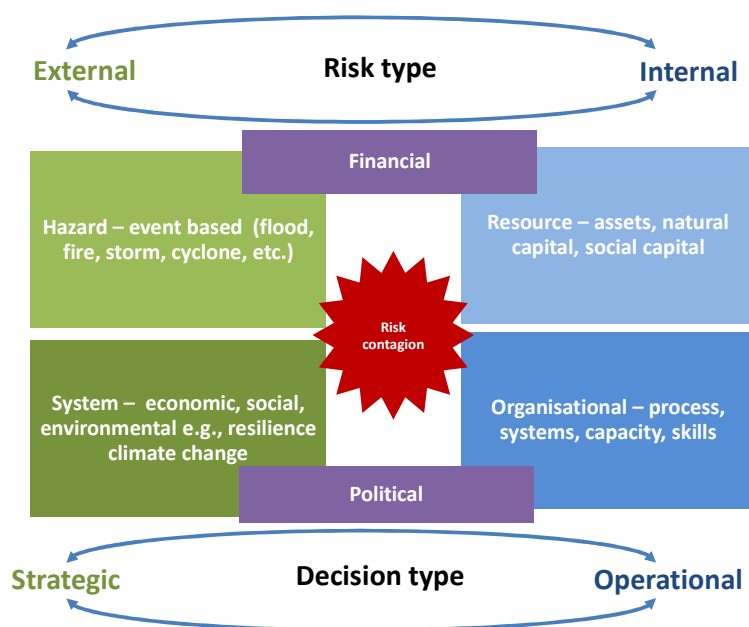 External
Risk type
Internal
Financial
Hazard – event based  (flood,
fire, storm, cyclone, etc.)
Resource – assets, natural
capital, social capital
Risk
contagion
System –  economic, social,
environmental e.g., resilience
climate change
Organisational – process,
systems, capacity, skills
Political
Strategic
Decision type
Operational